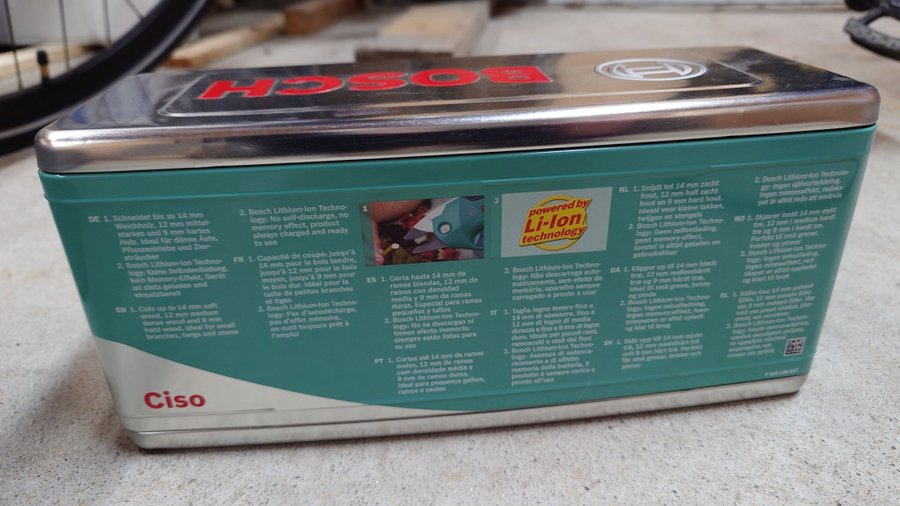 BOSCH
DE 1. Schneidet bis zu 14 mm
Weichholz, 12 mm mittel-
starkes und 9 mm hartes
Holz. Ideal für dünne Äste,
Pflanzentriebe und Zier-
sträucher
2. Bosch Lithium-Ion Techno-
logy: Keine Selbstentladung,
kein Memory-Effekt, Gerät
ist stets geladen und
einsatzbereit
EN 1. Cuts up to 14 mm soft
wood, 12 mm medium
dense wood and 9 mm
hard wood. Ideal for small
branches, twigs and stems
2. Bosch Lithium-Ion Techno-
logy: No self-discharge, no
memory effect, product
always charged and ready
to use
FR 1. Capacité de coupe: jusqu'à
14 mm pour le bois tendre,
jusqu'à 12 mm pour le bois
moyen, jusqu'à 9 mm pour
le bois dur. Idéal pour la
taille de petites branches
et tiges
2. Bosch Lithium-Ion Techno-
logy: Pas d'autodécharge,
pas d'effet mémoire,
un outil toujours prêt à
l'emploi
1
2
powered by
Li-Ion
technology
ES 1. Corta hasta 14 mm de
ramas blandas, 12 mm de
ramas con densidad
media y 9 mm de ramas
duras. Especial para ramas
pequeñas y tallos
2. Bosch Lithium-Ion Techno-
logy: No se descargan ni
tienen efecto memoria;
siempre están listas para
su uso
PT 1. Cortes até 14 mm de ramos
moles, 12 mm de ramos
com densidade média e
9 mm de ramos duros.
Ideal para pequenos galhos,
ramos e caules
2. Bosch Lithium-Ion Techno-
logy: Não descarrega auto-
maticamente, sem efeito de
memória, aparelho sempre
carregado e pronto a usar
IT 1. Taglia legno tenero fino a
14 mm di spessore, fino a
12 mm di legno di media
durezza e fino a 9 mm di legno
duro. Ideale per piccoli rami,
ramoscelli e steli dei fiori
2. Bosch Lithium-Ion Techno-
logy: Assenza di autosca-
ricamento e di effetto
memoria della batteria, il
prodotto è sempre carico e
pronto all'uso
NL 1. Snijdt tot 14 mm zacht
hout, 12 mm half zacht
hout en 9 mm hard hout,
ideaal voor kleine takken,
twijgen en stengels
2. Bosch Lithium-Ion Techno-
logy: Geen zelfontlading,
geen memory-effect,
toestel is altijd geladen en
gebruiksklaar
DA 1. Klipper op til 14 mm blødt
træ, 12 mm mellemhårdt
træ og 9 mm hårdt træ.
Ideel til små grene, kviste
og pinde
2. Bosch Lithium-Ion Techno-
logy: Ingen selvafladning,
ingen memory-effekt,
og klar til brug
SV 1. Skär upp till 14 mm mjukt
trä, 12 mm medelhårt trä
och 9 mm hårt trä. Perfekt
för små grenar, kvistar och
2. Bosch Lithium-Ion Techno-
logy: Ingen självurladdning,
ingen minneseffekt, redska-
pet är alltid redo att använda
NO 1. Skjærer inntil 14 mm mykt
tre, 12 mm i medium hardt
tre og 9 mm i hardt tre.
Perfekt til små grener,
kvister og pinner
2. Bosch Lithium-Ion Techno-
logy: Ingen selvutlading,
ingen minneeffekt,
og klart til bruk
EL
Ciso